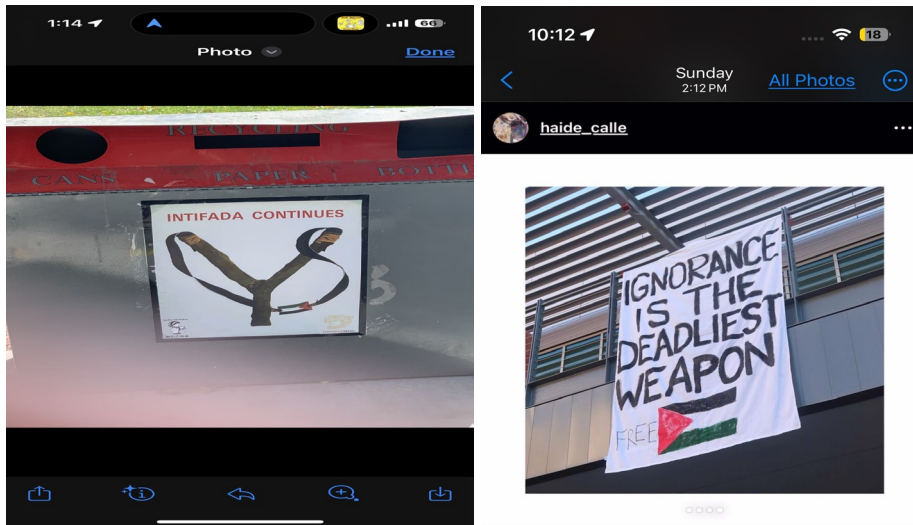 1:14
66
Photo
Done
RECYCLING
CANS
PAPER
INTIFADA CONTINUES
10:12
18
Sunday
2:12 PM
All Photos
haide_calle
IGNORANCE
IS THE
DEADLIEST
WEAPON
FREE